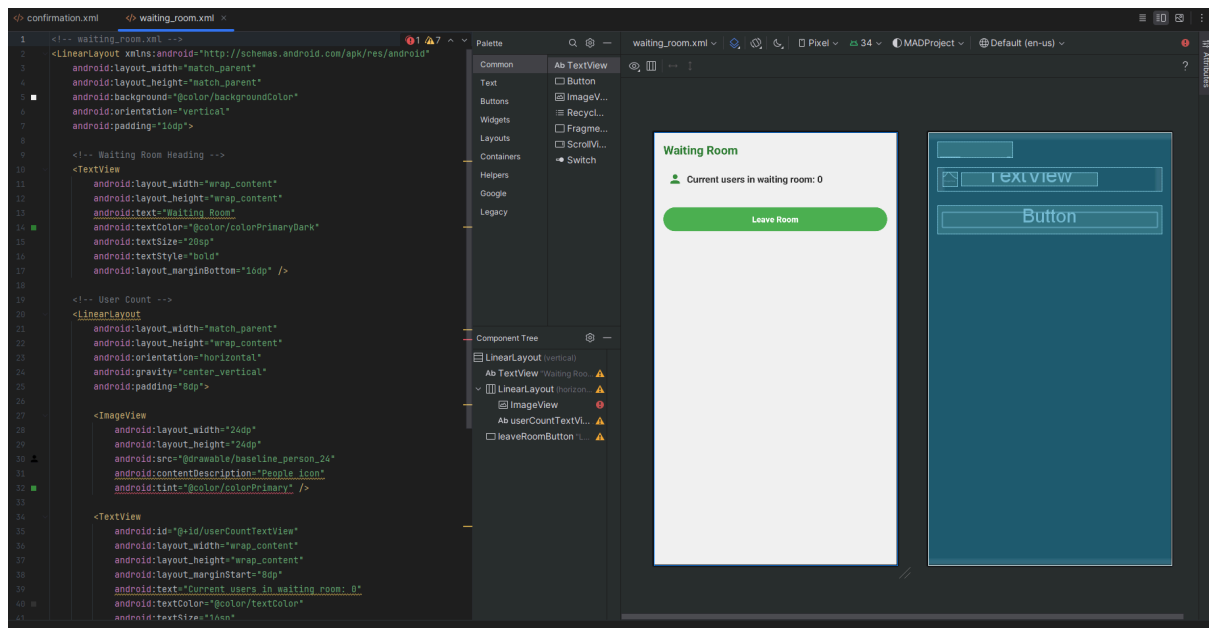 confirmation.xml
waiting_room.xml
1 <!-- waiting_room.xml -->
1 7
2 <LinearLayout xmlns:android="http://schemas.android.com/apk/res/android"
3 android:layout_width="match_parent"
4 android:layout_height="match_parent"
5 android:background="@color/backgroundColor"
6 android:orientation="vertical"
7 android:padding="16dp">
8
9 <!-- Waiting Room Heading -->
10 <TextView
11 android:layout_width="wrap_content"
12 android:layout_height="wrap_content"
13 android:text="Waiting Room"
14 android:textColor="@color/colorPrimaryDark"
15 android:textSize="20sp"
16 android:textStyle="bold"
17 android:layout_marginBottom="16dp" />
18
19 <!-- User Count -->
20 <LinearLayout
21 android:layout_width="match_parent"
22 android:layout_height="wrap_content"
23 android:orientation="horizontal"
24 android:gravity="center_vertical"
25 android:padding="8dp">
26
27 <ImageView
28 android:layout_width="24dp"
29 android:layout_height="24dp"
30 android:src="@drawable/baseline_person_24"
31 android:contentDescription="People icon"
32 android:tint="@color/colorPrimary" />
33
34 <TextView
35 android:id="@+id/userCountTextView"
36 android:layout_width="wrap_content"
37 android:layout_height="wrap_content"
38 android:layout_marginStart="8dp"
39 android:text="Current users in waiting room: 0"
40 android:textColor="@color/textColor"
41 android:textSize="16sp"
Palette
Common
Text
Buttons
Widgets
Layouts
Containers
Helpers
Google
Legacy
Ab TextView
Button
ImageV...
Recycl...
Fragme...
ScrollVi...
Switch
Component Tree
LinearLayout (vertical)
Ab TextView "Waiting Roo...
LinearLayout (horizon...
ImageView
Ab userCountTextVi...
leaveRoomButton "L...
waiting_room.xml
Pixel
34
MADProject
Default (en-us)
?
Attributes
Waiting Room
Current users in waiting room: 0
Leave Room
TextView
Button